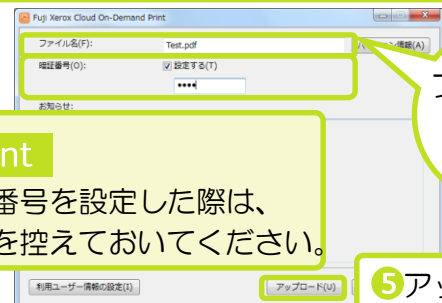 Fuji Xerox Cloud On-Demand Print
ファイル名(F):
Test.pdf
情報(A)
暗証番号(O):
設定する(T)
••••
お知らせ:
nt
番号を設定した際は、
を控えておいてください。
利用ユーザー情報の設定(I)
アップロード(U)
5アッ